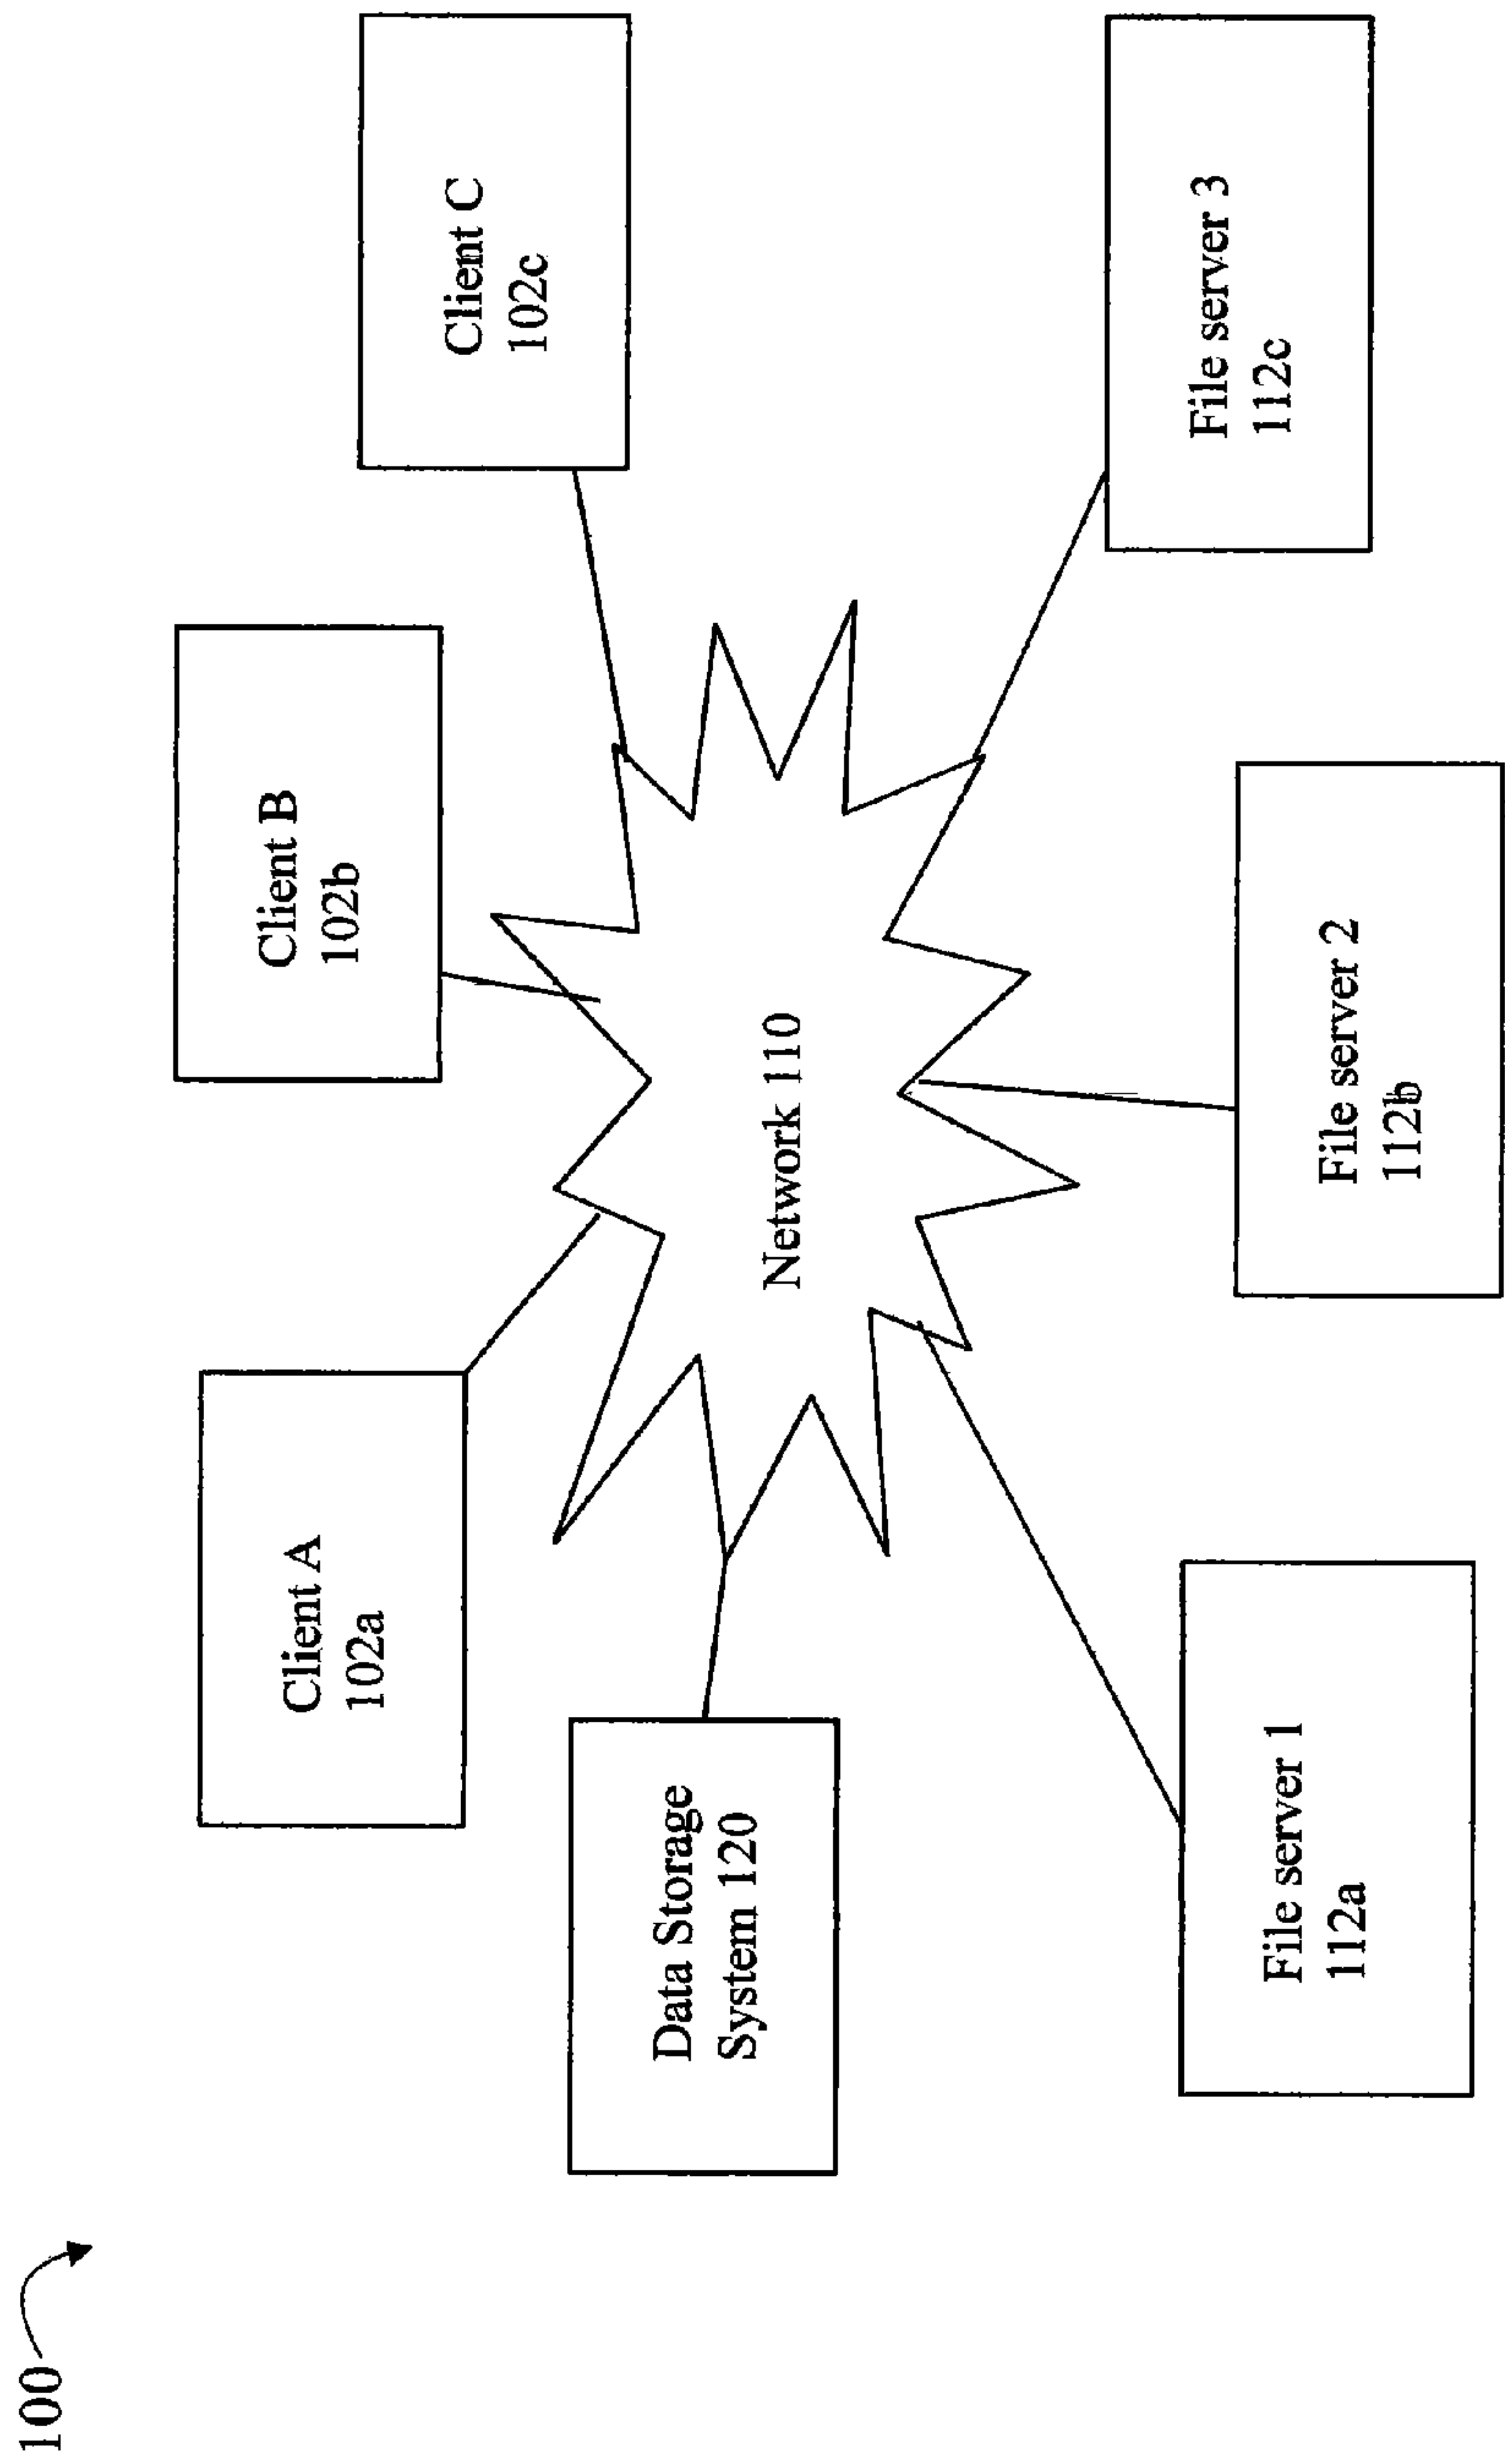 100
Client A
102a
Client B
102b
Client C
102c
Data Storage
System 120
Network 110
File server 1
112a
File server 2
112b
File server 3
112c